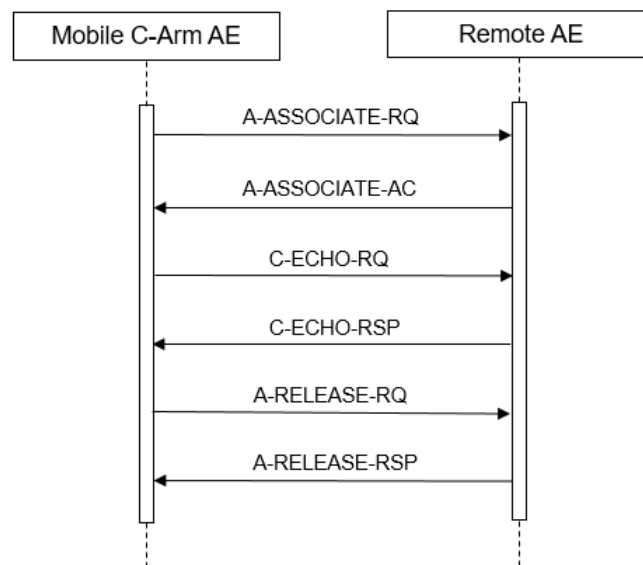 Mobile C-Arm AE
Remote AE
A-ASSOCIATE-RQ
A-ASSOCIATE-AC
C-ECHO-RQ
C-ECHO-RSP
A-RELEASE-RQ
A-RELEASE-RSP